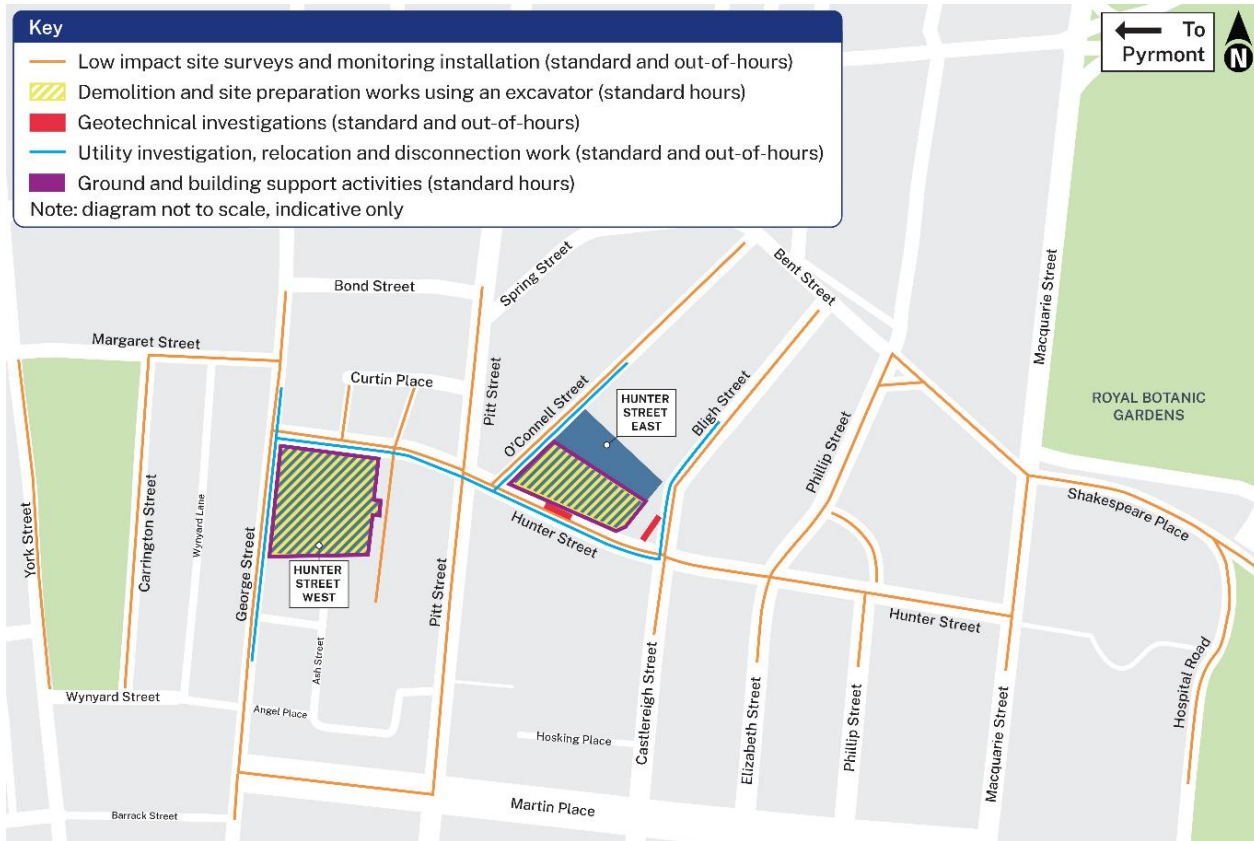 Key
Low impact site surveys and monitoring installation (standard and out-of-hours)
Demolition and site preparation works using an excavator (standard hours)
Geotechnical investigations (standard and out-of-hours)
Utility investigation, relocation and disconnection work (standard and out-of-hours)
Ground and building support activities (standard hours)
Note: diagram not to scale, indicative only
To
Pyrmont
N
Spring Street
Bent Street
Macquarie Street
Bond Street
Margaret Street
Pitt Street
Curtin Place
O'Connell Street
HUNTER
STREET
EAST
Bligh Street
Phillip Street
ROYAL BOTANIC
GARDENS
York Street
Carrington Street
Wynyard Lane
George Street
HUNTER
STREET
WEST
Pitt Street
Hunter Street
Shakespeare Place
Hunter Street
Ash Street
Wynyard Street
Angel Place
Hosking Place
Castlereigh Street
Elizabeth Street
Phillip Street
Macquarie Street
Hospital Road
Martin Place
Barrack Street